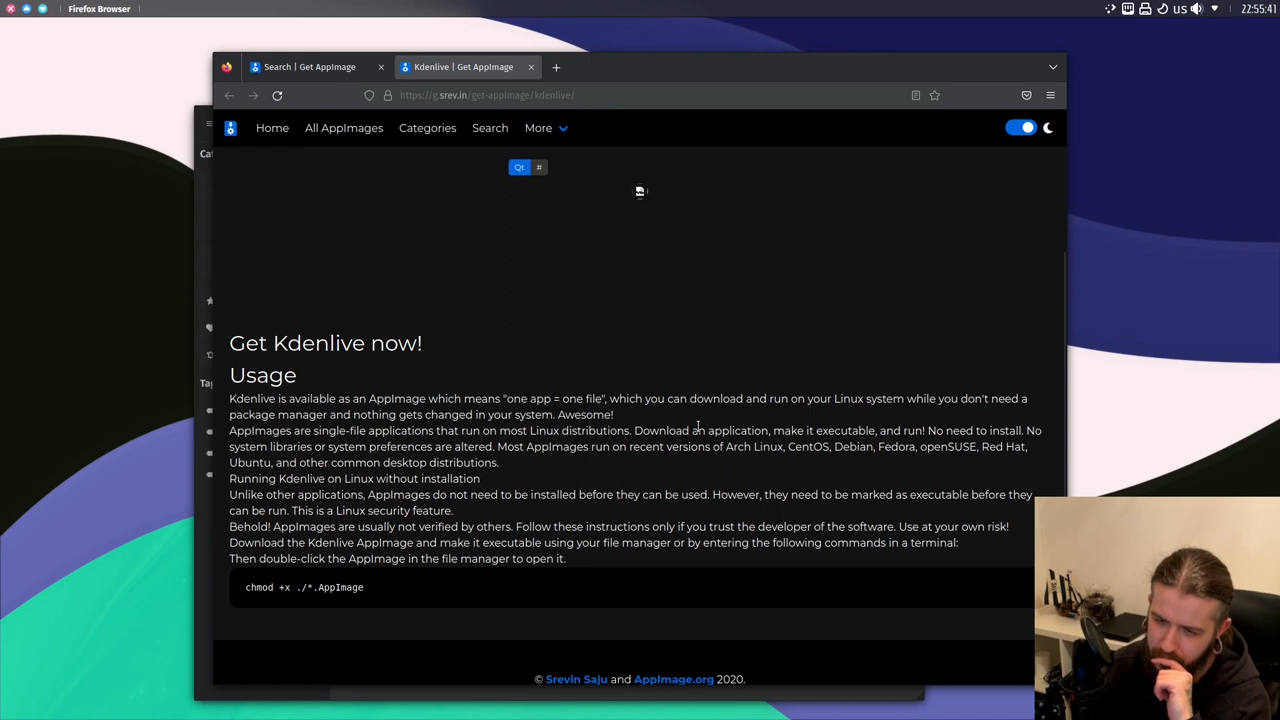 Firefox Browser
us
22:55:41
Search | Get AppImage
Kdenlive | Get AppImage
https://g.srev.in/get-appimage/kdenlive/
Home
All AppImages
Categories
Search
More
Qt
#
Get Kdenlive now!
Usage
Kdenlive is available as an AppImage which means "one app = one file", which you can download and run on your Linux system while you don't need a
package manager and nothing gets changed in your system. Awesome!
AppImages are single-file applications that run on most Linux distributions. Download an application, make it executable, and run! No need to install. No
system libraries or system preferences are altered. Most AppImages run on recent versions of Arch Linux, CentOS, Debian, Fedora, openSUSE, Red Hat,
Ubuntu, and other common desktop distributions.
Running Kdenlive on Linux without installation
Unlike other applications, AppImages do not need to be installed before they can be used. However, they need to be marked as executable before they
can be run. This is a Linux security feature.
Behold! AppImages are usually not verified by others. Follow these instructions only if you trust the developer of the software. Use at your own risk!
Download the Kdenlive AppImage and make it executable using your file manager or by entering the following commands in a terminal:
Then double-click the AppImage in the file manager to open it.
chmod +x ./*.AppImage
© Srevin Saju and AppImage.org 2020.